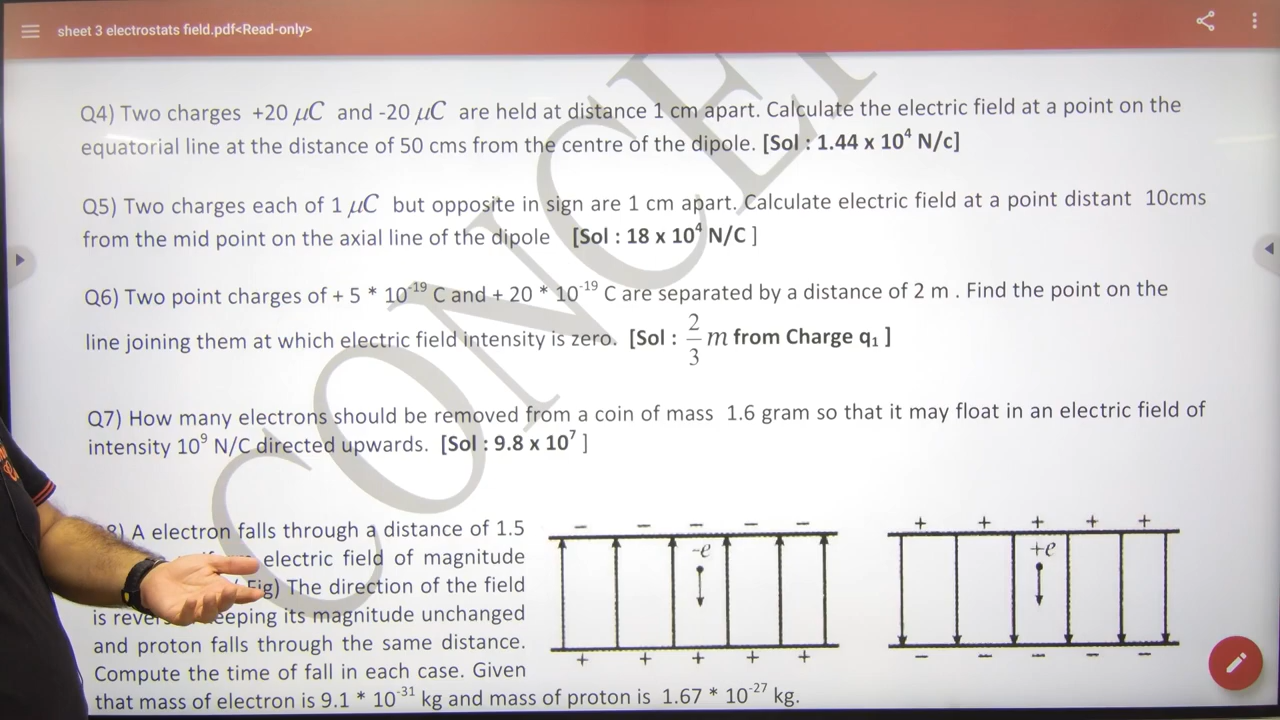 sheet 3 electrostats field.pdf<Read-only>
Q4) Two charges +20 μC and -20 μC are held at distance 1 cm apart. Calculate the electric field at a point on the
equatorial line at the distance of 50 cms from the centre of the dipole. [Sol : 1.44 x 10⁴ N/c]
Q5) Two charges each of 1 μC but opposite in sign are 1 cm apart. Calculate electric field at a point distant 10cms
from the mid point on the axial line of the dipole [Sol : 18 x 10⁴ N/C ]
Q6) Two point charges of + 5 * 10⁻¹⁹ C and + 20 * 10⁻¹⁹ C are separated by a distance of 2 m . Find the point on the
line joining them at which electric field intensity is zero. [Sol : 2/3 m from Charge q₁ ]
Q7) How many electrons should be removed from a coin of mass 1.6 gram so that it may float in an electric field of
intensity 10⁹ N/C directed upwards. [Sol : 9.8 x 10⁷ ]
8) A electron falls through a distance of 1.5
electric field of magnitude
Fig) The direction of the field
is keeping its magnitude unchanged
and proton falls through the same distance.
Compute the time of fall in each case. Given
that mass of electron is 9.1 * 10⁻³¹ kg and mass of proton is 1.67 * 10⁻²⁷ kg.
− − − − −
-e
+ + + + +
+ + + + +
+e
− − − − −
CONCE